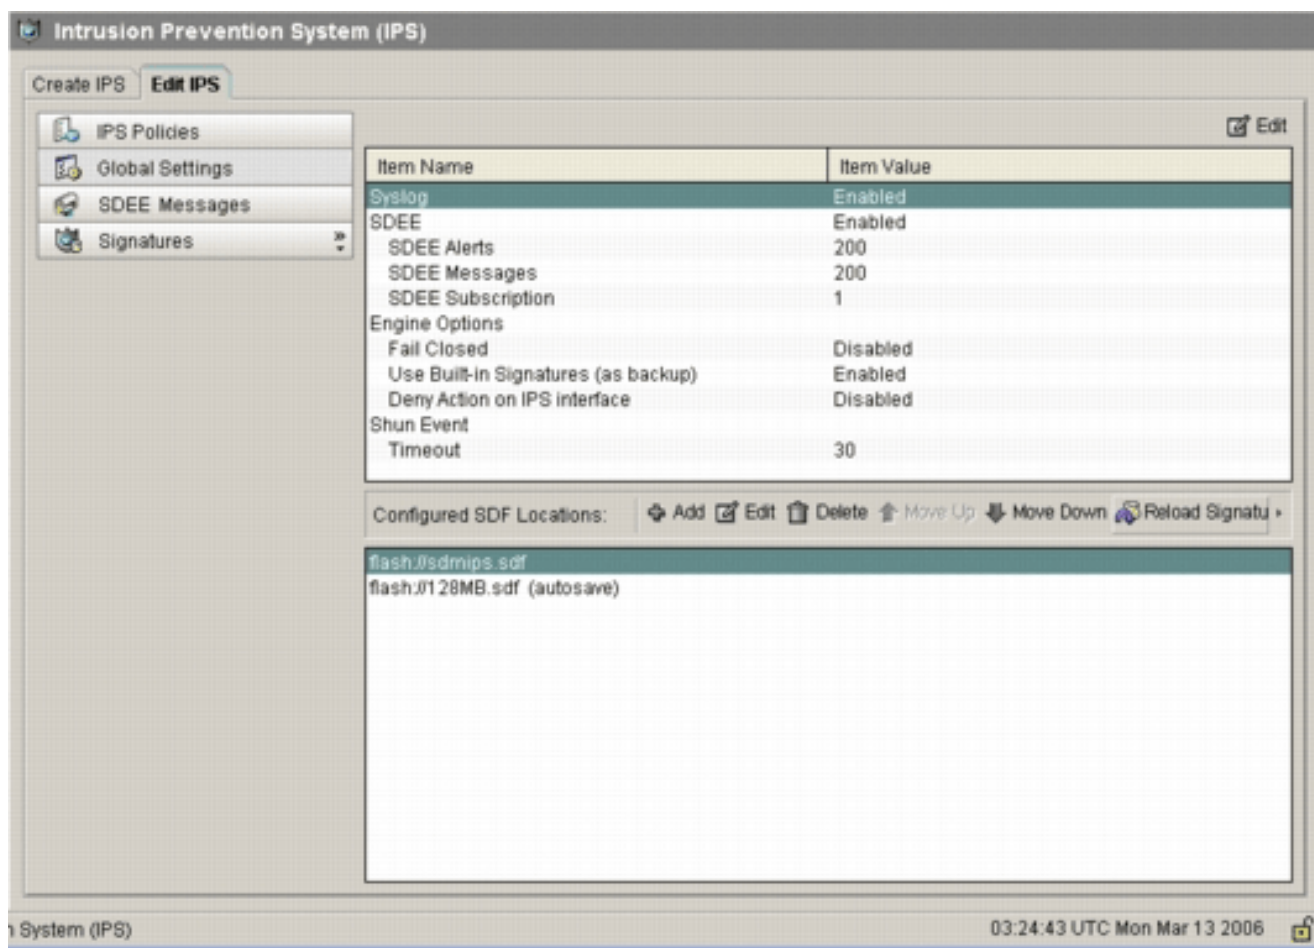 Intrusion Prevention System (IPS)
Create IPS Edit IPS
IPS Policies
Global Settings
SDEE Messages
Signatures
Edit
Item Name Item Value
Syslog Enabled
SDEE Enabled
SDEE Alerts 200
SDEE Messages 200
SDEE Subscription 1
Engine Options
Fail Closed Disabled
Use Built-in Signatures (as backup) Enabled
Deny Action on IPS interface Disabled
Shun Event
Timeout 30
Configured SDF Locations: Add Edit Delete Move Up Move Down Reload Signatu
flash://sdmips.sdf
flash://128MB.sdf (autosave)
n System (IPS) 03:24:43 UTC Mon Mar 13 2006